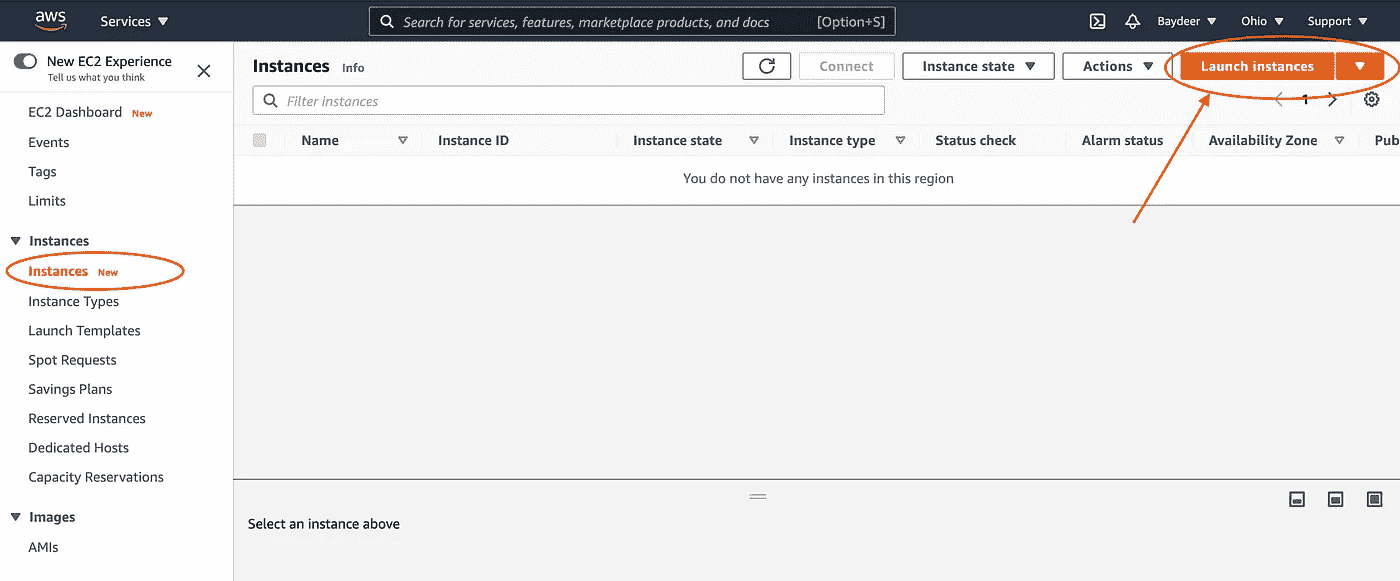 aws Services Search for services, features, marketplace products, and docs [Option+S] Baydeer Ohio Support
New EC2 Experience
Tell us what you think
EC2 Dashboard New
Events
Tags
Limits
Instances
Instances New
Instance Types
Launch Templates
Spot Requests
Savings Plans
Reserved Instances
Dedicated Hosts
Capacity Reservations
Images
AMIs
Instances Info Connect Instance state Actions Launch instances
Filter instances 1
Name Instance ID Instance state Instance type Status check Alarm status Availability Zone Pub
You do not have any instances in this region
Select an instance above